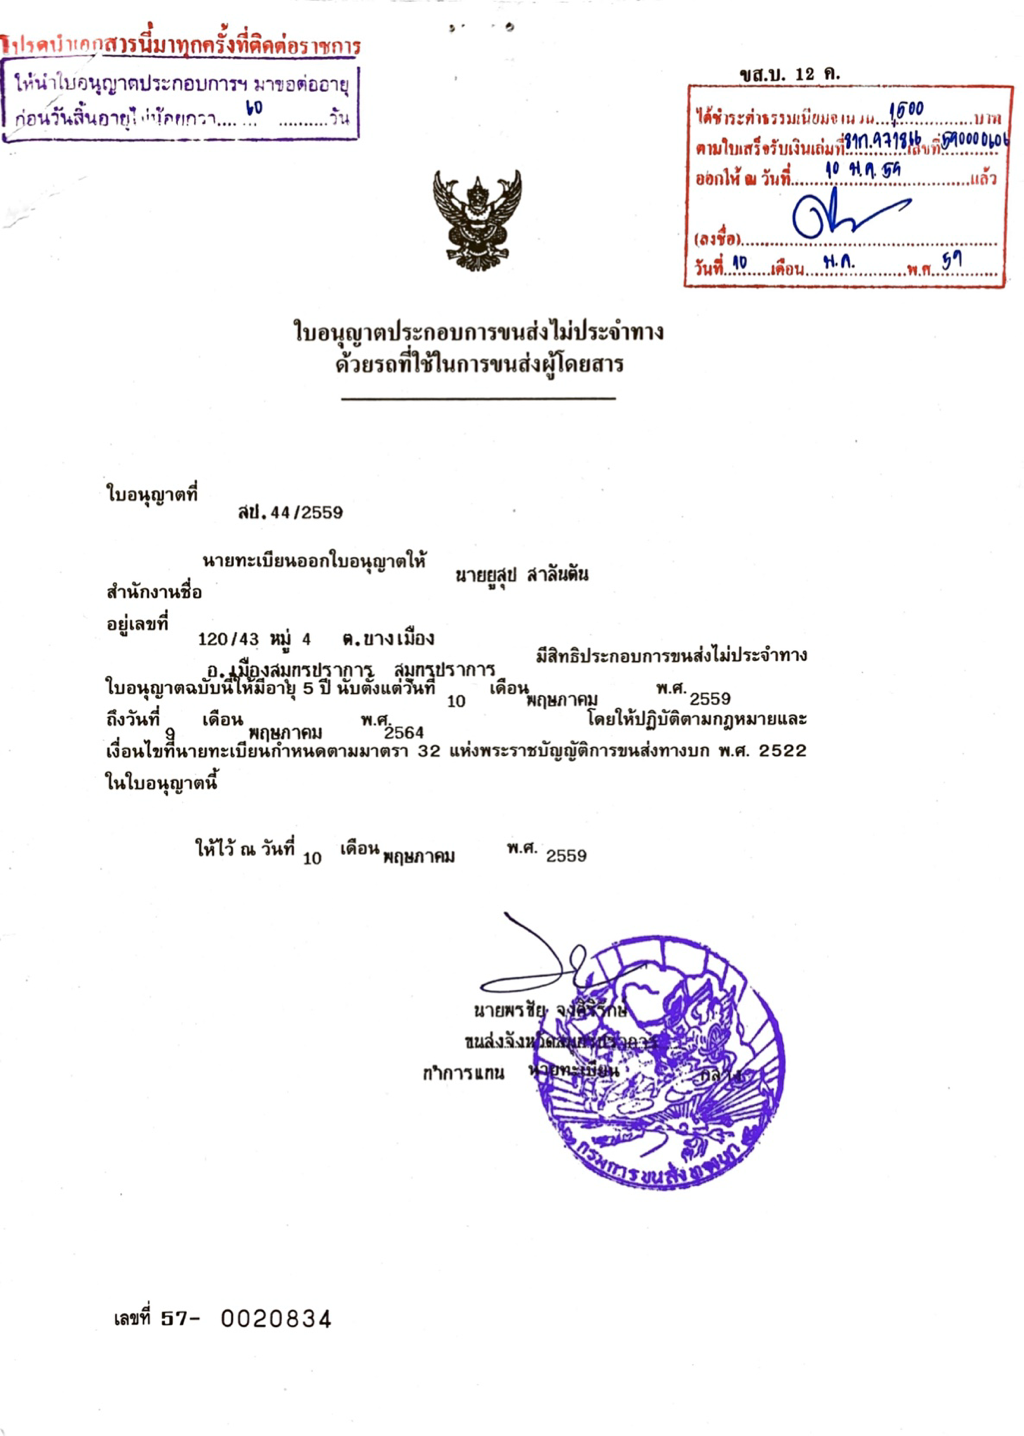 โปรดนำเอกสารนี้มาทุกครั้งที่ติดต่อราชการ
ให้นำใบอนุญาตประกอบการฯ มาขอต่ออายุ
ก่อนวันสิ้นอายุไม่น้อยกว่า.... 60 ..........วัน
ขส.บ. 12 ค.
ได้ชำระค่าธรรมเนียมจำนวน 1,500 บาท
ตามใบเสร็จรับเงินเล่มที่ เลขที่
ออกให้ ณ วันที่ 10 พ.ค. 59 แล้ว
(ลงชื่อ)
วันที่ 10 เดือน พ.ค. พ.ศ. 59
ใบอนุญาตประกอบการขนส่งไม่ประจำทาง
ด้วยรถที่ใช้ในการขนส่งผู้โดยสาร
ใบอนุญาตที่
สป.44/2559
นายทะเบียนออกใบอนุญาตให้ นายยูสุป สาลันตัน
สำนักงานชื่อ
อยู่เลขที่
120/43 หมู่ 4 ต.บางเมือง
อ.เมืองสมุทรปราการ สมุทรปราการ มีสิทธิประกอบการขนส่งไม่ประจำทาง
ใบอนุญาตฉบับนี้ให้มีอายุ 5 ปี นับตั้งแต่วันที่ 10 เดือน พฤษภาคม พ.ศ. 2559
ถึงวันที่ 9 เดือน พฤษภาคม พ.ศ. 2564 โดยให้ปฏิบัติตามกฎหมายและ
เงื่อนไขที่นายทะเบียนกำหนดตามมาตรา 32 แห่งพระราชบัญญัติการขนส่งทางบก พ.ศ. 2522
ในใบอนุญาตนี้
ให้ไว้ ณ วันที่ 10 เดือน พฤษภาคม พ.ศ. 2559
นายพรชัย จงศิริรักษ์
ขนส่งจังหวัดสมุทรปราการ
ทำการแทน นายทะเบียน กลาง
กรมการขนส่งทางบก
เลขที่ 57- 0020834